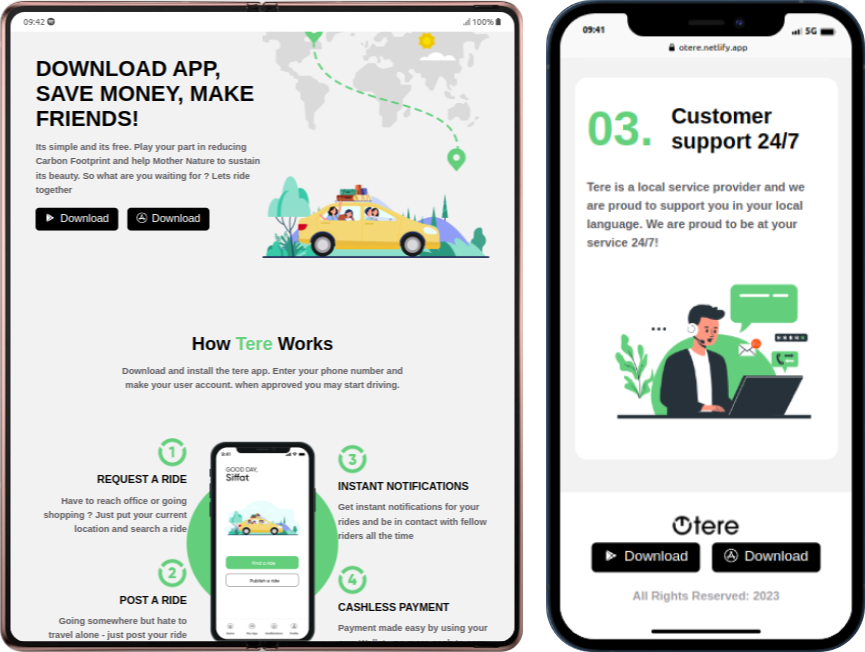 09:42
100%
DOWNLOAD APP,
SAVE MONEY, MAKE
FRIENDS!
Its simple and its free. Play your part in reducing
Carbon Footprint and help Mother Nature to sustain
its beauty. So what are you waiting for ? Lets ride
together
Download
Download
How Tere Works
Download and install the tere app. Enter your phone number and
make your user account. when approved you may start driving.
1
REQUEST A RIDE
Have to reach office or going
shopping ? Just put your current
location and search a ride
2
POST A RIDE
Going somewhere but hate to
travel alone - just post your ride
9:41
GOOD DAY,
Siffat
Find a ride
Publish a ride
3
INSTANT NOTIFICATIONS
Get instant notifications for your
rides and be in contact with fellow
riders all the time
4
CASHLESS PAYMENT
Payment made easy by using your
09:41
5G
otere.netlify.app
03.
Customer
support 24/7
Tere is a local service provider and we
are proud to support you in your local
language. We are proud to be at your
service 24/7!
tere
Download
Download
All Rights Reserved: 2023